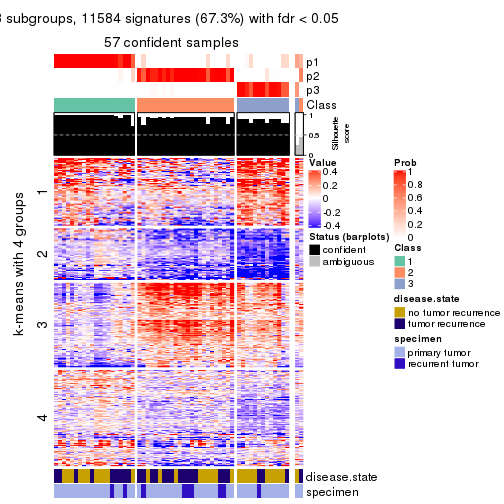 3 subgroups, 11584 signatures (67.3%) with fdr < 0.05
57 confident samples
p1
p2
p3
Class
1
0.5
0
Silhouette
score
k-means with 4 groups
1
2
3
4
disease.state
specimen
Value
0.4
0.2
0
-0.2
-0.4
Status (barplots)
confident
ambiguous
Prob
1
0.8
0.6
0.4
0.2
0
Class
1
2
3
disease.state
no tumor recurrence
tumor recurrence
specimen
primary tumor
recurrent tumor